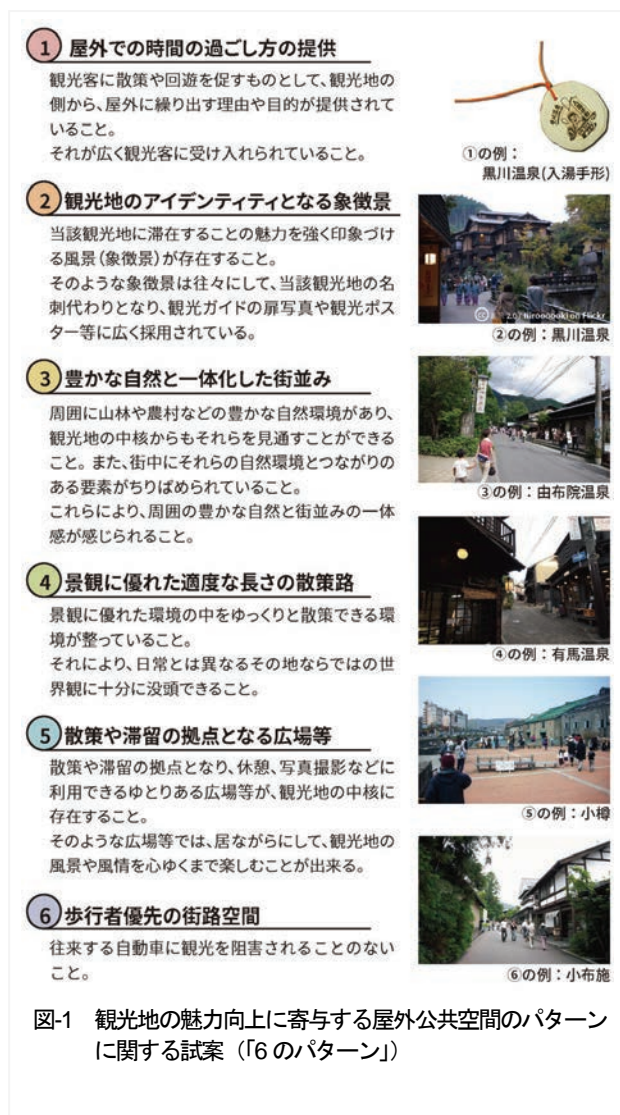 1 屋外での時間の過ごし方の提供
観光客に散策や回遊を促すものとして、観光地の
側から、屋外に繰り出す理由や目的が提供されて
いること。
それが広く観光客に受け入れられていること。
①の例：
黒川温泉(入湯手形)
2 観光地のアイデンティティとなる象徴景
当該観光地に滞在することの魅力を強く印象づけ
る風景(象徴景)が存在すること。
そのような象徴景は往々にして、当該観光地の名
刺代わりとなり、観光ガイドの扉写真や観光ポス
ター等に広く採用されている。
②の例：黒川温泉
3 豊かな自然と一体化した街並み
周囲に山林や農村などの豊かな自然環境があり、
観光地の中核からもそれらを見通すことができる
こと。また、街中にそれらの自然環境とつながりの
ある要素がちりばめられていること。
これらにより、周囲の豊かな自然と街並みの一体
感が感じられること。
③の例：由布院温泉
4 景観に優れた適度な長さの散策路
景観に優れた環境の中をゆっくりと散策できる環
境が整っていること。
それにより、日常とは異なるその地ならではの世
界観に十分に没頭できること。
④の例：有馬温泉
5 散策や滞留の拠点となる広場等
散策や滞留の拠点となり、休憩、写真撮影などに
利用できるゆとりある広場等が、観光地の中核に
存在すること。
そのような広場等では、居ながらにして、観光地の
風景や風情を心ゆくまで楽しむことが出来る。
⑤の例：小樽
6 歩行者優先の街路空間
往来する自動車に観光を阻害されることのない
こと。
⑥の例：小布施
図-1 観光地の魅力向上に寄与する屋外公共空間のパターン
に関する試案（「6のパターン」）